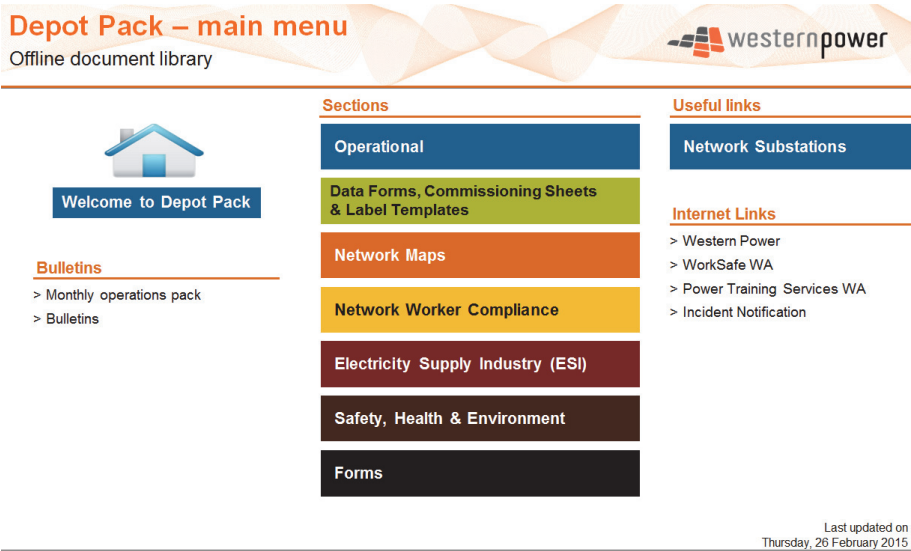 Depot Pack – main menu
Offline document library
westernpower
Welcome to Depot Pack
Bulletins
> Monthly operations pack
> Bulletins
Sections
Operational
Data Forms, Commissioning Sheets
& Label Templates
Network Maps
Network Worker Compliance
Electricity Supply Industry (ESI)
Safety, Health & Environment
Forms
Useful links
Network Substations
Internet Links
> Western Power
> WorkSafe WA
> Power Training Services WA
> Incident Notification
Last updated on
Thursday, 26 February 2015